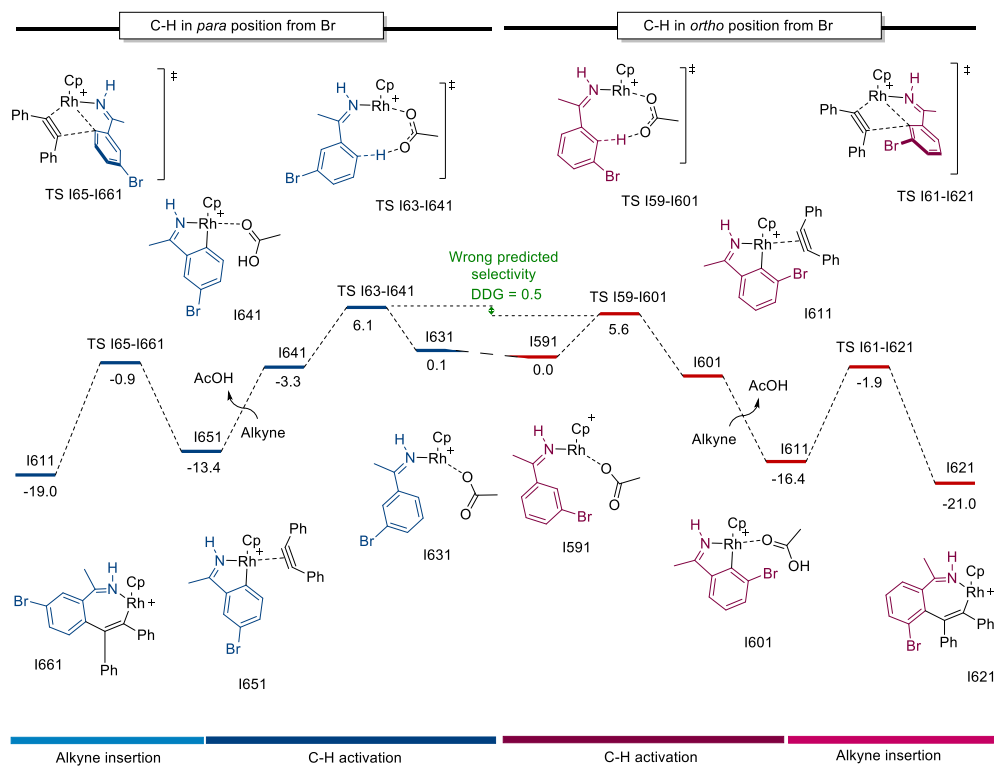 C-H in para position from Br
C-H in ortho position from Br
Cp
Rh
+
N
H
Ph
Ph
Br
‡
TS I65-I661
H
N
Cp
Rh
+
O
O
H
Br
‡
TS I63-I641
H
N
Cp
Rh
+
O
O
H
Br
‡
TS I59-I601
Cp
Rh
+
N
H
Ph
Ph
Br
‡
TS I61-I621
H
N
Cp
Rh
+
O
HO
Br
I641
H
N
Cp
Rh
+
Ph
Ph
Br
I611
Wrong predicted
selectivity
DDG = 0.5
TS I63-I641
6.1
TS I59-I601
5.6
TS I65-I661
-0.9
I641
-3.3
I631
0.1
I591
0.0
I601
TS I61-I621
-1.9
AcOH
Alkyne
AcOH
Alkyne
I611
-19.0
I651
-13.4
I611
-16.4
I621
-21.0
H
N
Cp
Rh
+
O
O
Br
I631
H
N
Cp
Rh
+
O
O
Br
I591
H
N
Cp
Rh
+
O
OH
Br
I601
H
N
Cp
Rh
+
Ph
Ph
Br
I651
H
N
Cp
Rh
+
Ph
Ph
Br
I661
H
N
Cp
Rh
+
Ph
Ph
Br
I621
Alkyne insertion
C-H activation
C-H activation
Alkyne insertion